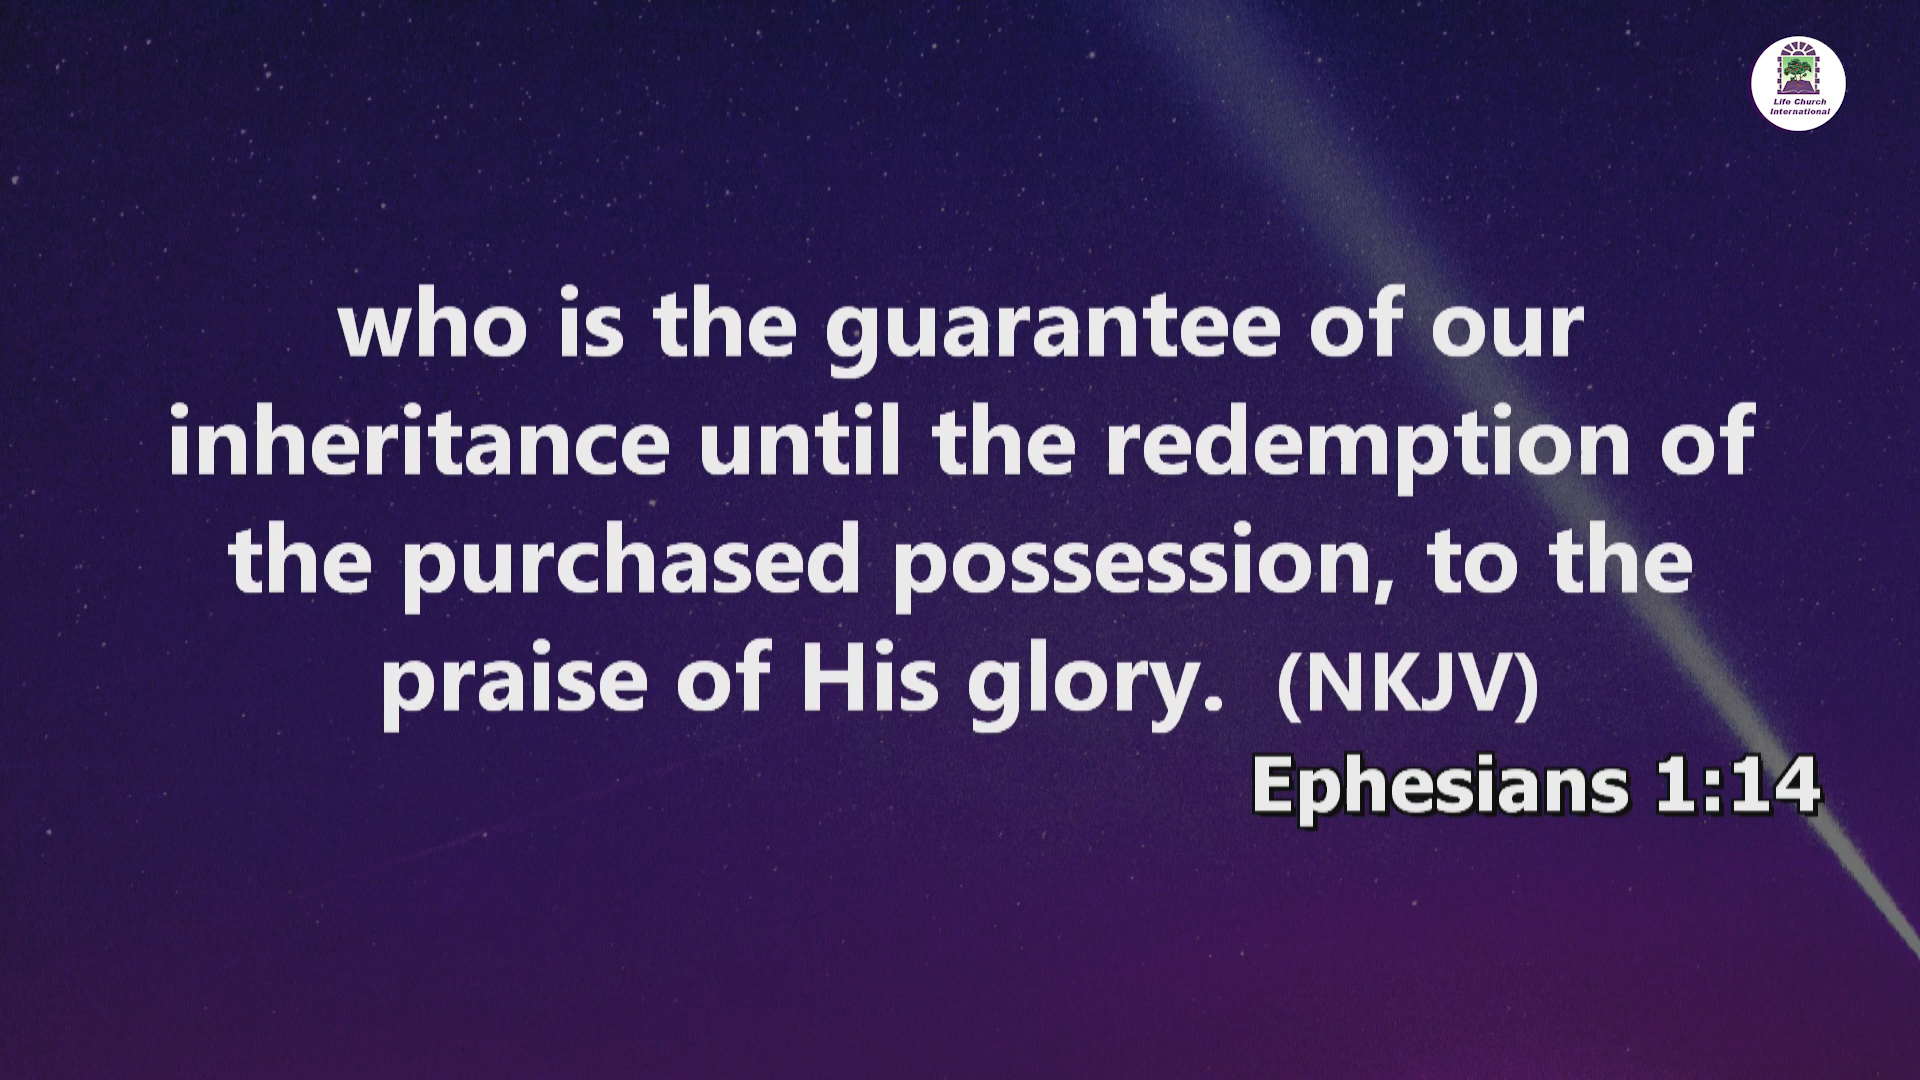 Life Church
International
who is the guarantee of our
inheritance until the redemption of
the purchased possession, to the
praise of His glory. (NKJV)
Ephesians 1:14